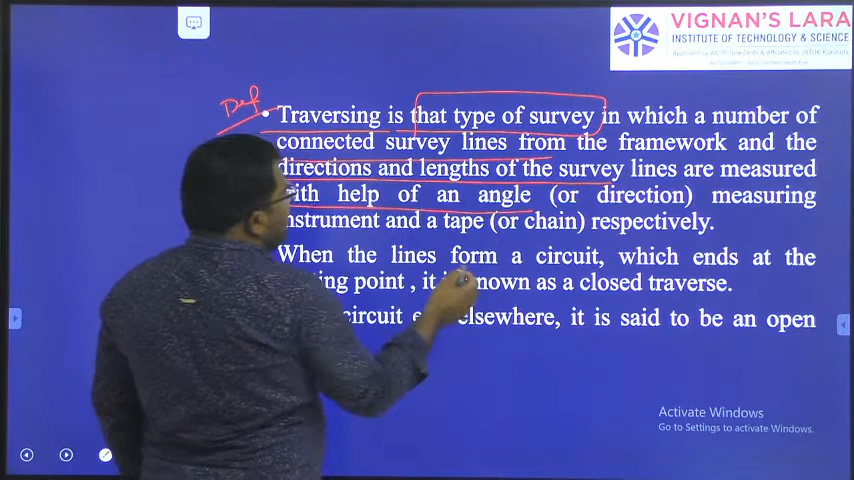 VIGNAN'S LARA
INSTITUTE OF TECHNOLOGY & SCIENCE
Def
• Traversing is that type of survey in which a number of
connected survey lines from the framework and the
directions and lengths of the survey lines are measured
with help of an angle (or direction) measuring
instrument and a tape (or chain) respectively.
When the lines form a circuit, which ends at the
point , it known as a closed traverse.
circuit elsewhere, it is said to be an open
Activate Windows
Go to Settings to activate Windows.